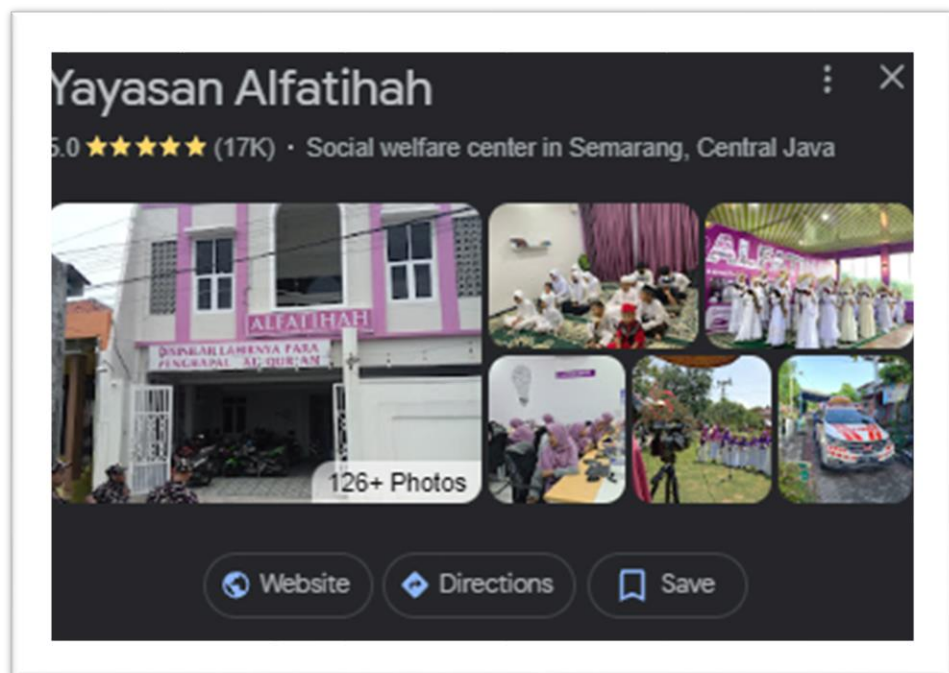 Yayasan Alfatihah
5.0 ★★★★★ (17K) · Social welfare center in Semarang, Central Java
ALFATIHAH
DISINILAH LAHIRNYA PARA
PENGHAFAL AL-QUR'AN
126+ Photos
Website
Directions
Save